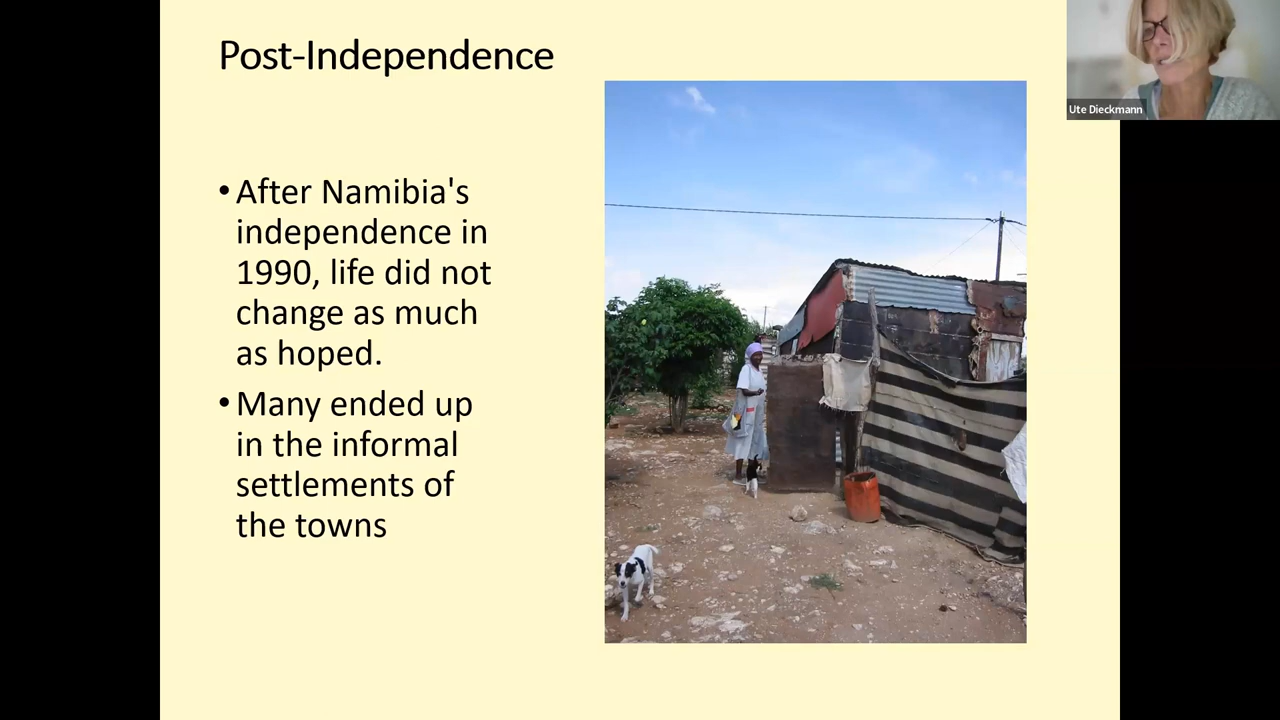 Post-Independence
Ute Dieckmann
• After Namibia's
independence in
1990, life did not
change as much
as hoped.
• Many ended up
in the informal
settlements of
the towns